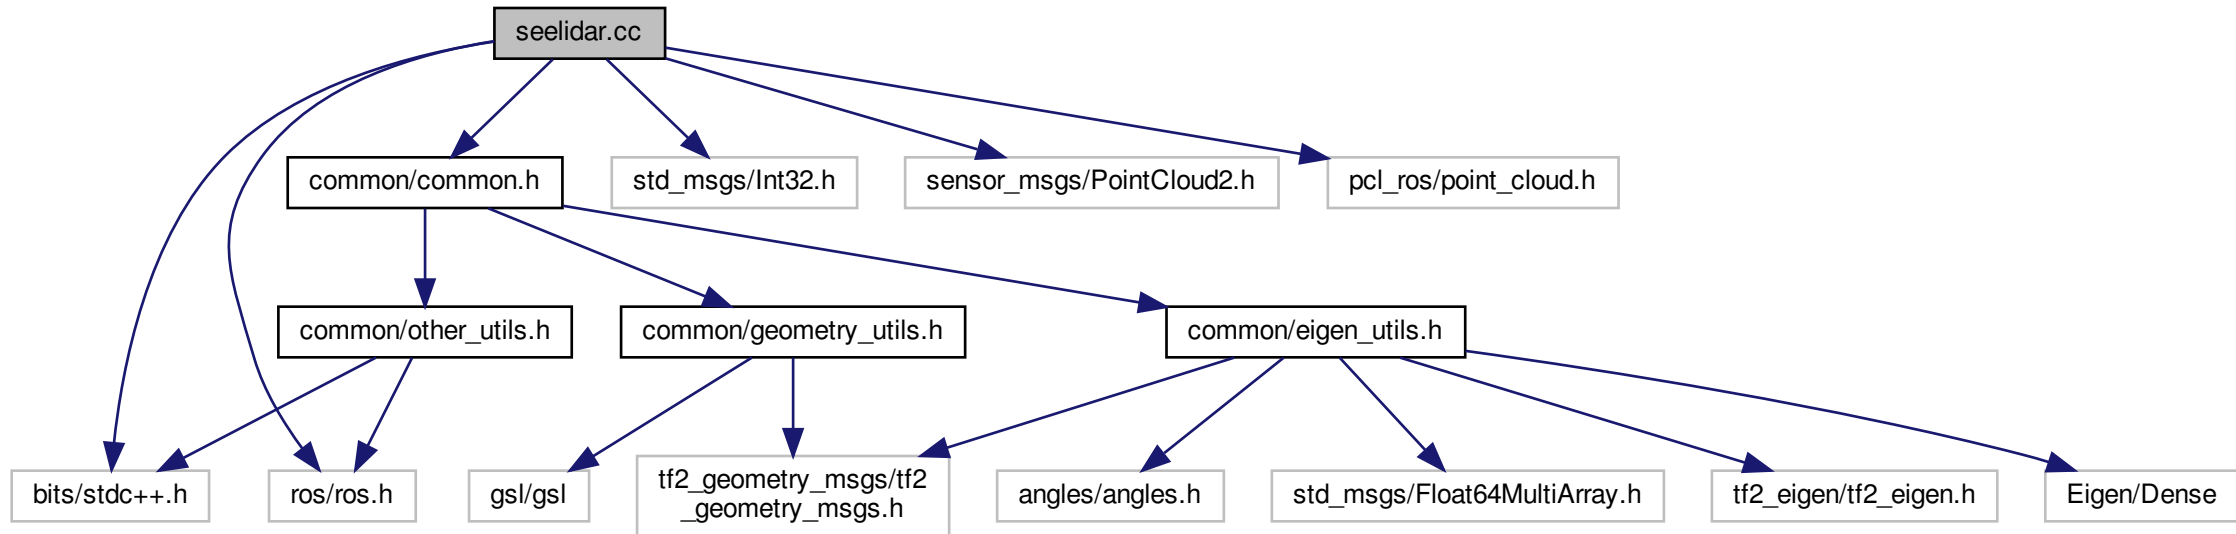 seelidar.cc
common/common.h
std_msgs/Int32.h
sensor_msgs/PointCloud2.h
pcl_ros/point_cloud.h
common/other_utils.h
common/geometry_utils.h
common/eigen_utils.h
bits/stdc++.h
ros/ros.h
gsl/gsl
tf2_geometry_msgs/tf2
_geometry_msgs.h
angles/angles.h
std_msgs/Float64MultiArray.h
tf2_eigen/tf2_eigen.h
Eigen/Dense